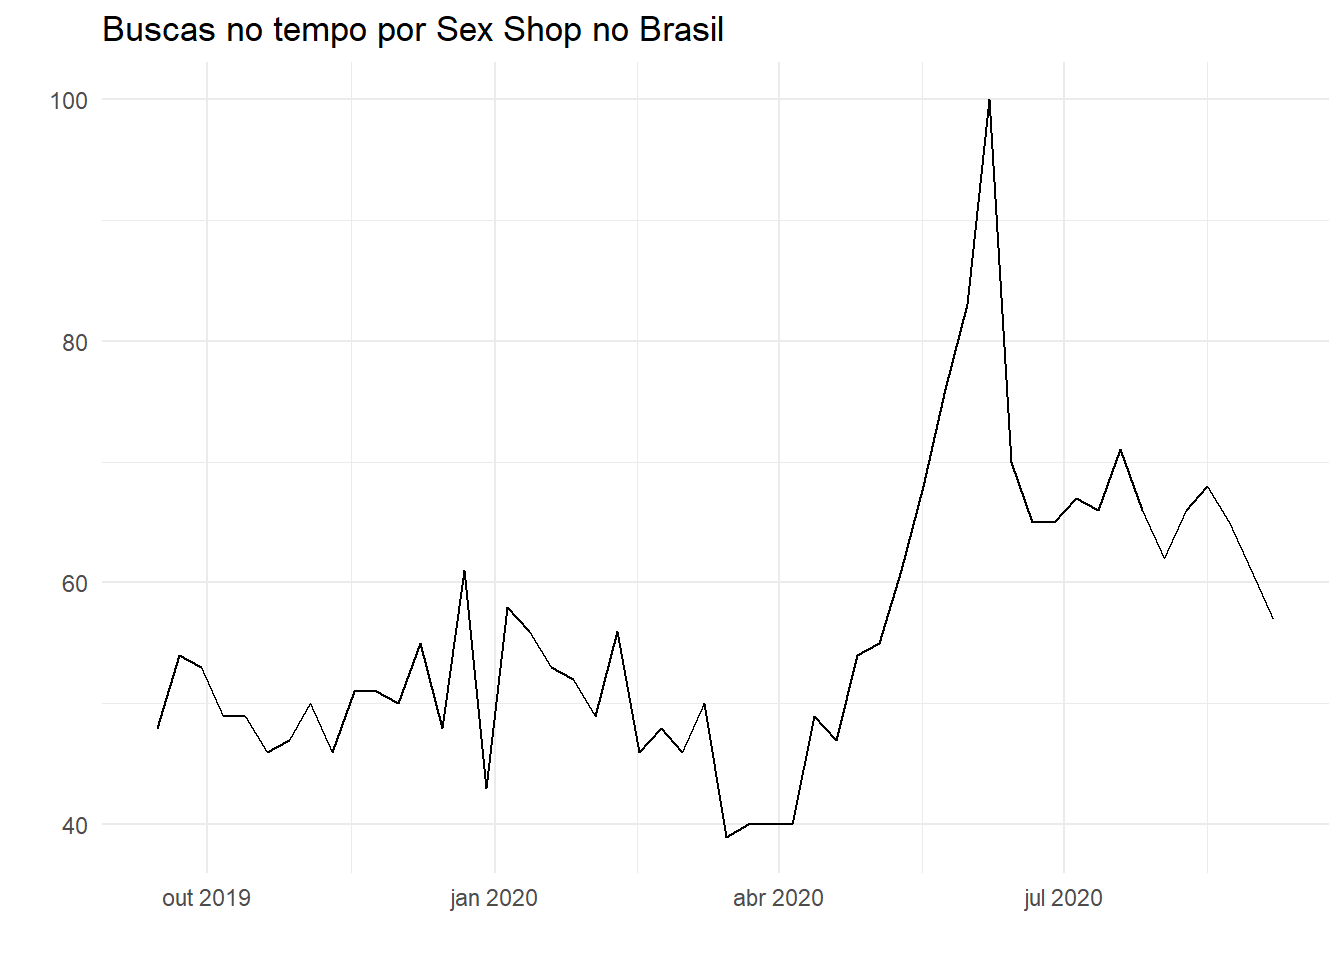 Buscas no tempo por Sex Shop no Brasil
100
80
60
40
out 2019
jan 2020
abr 2020
jul 2020